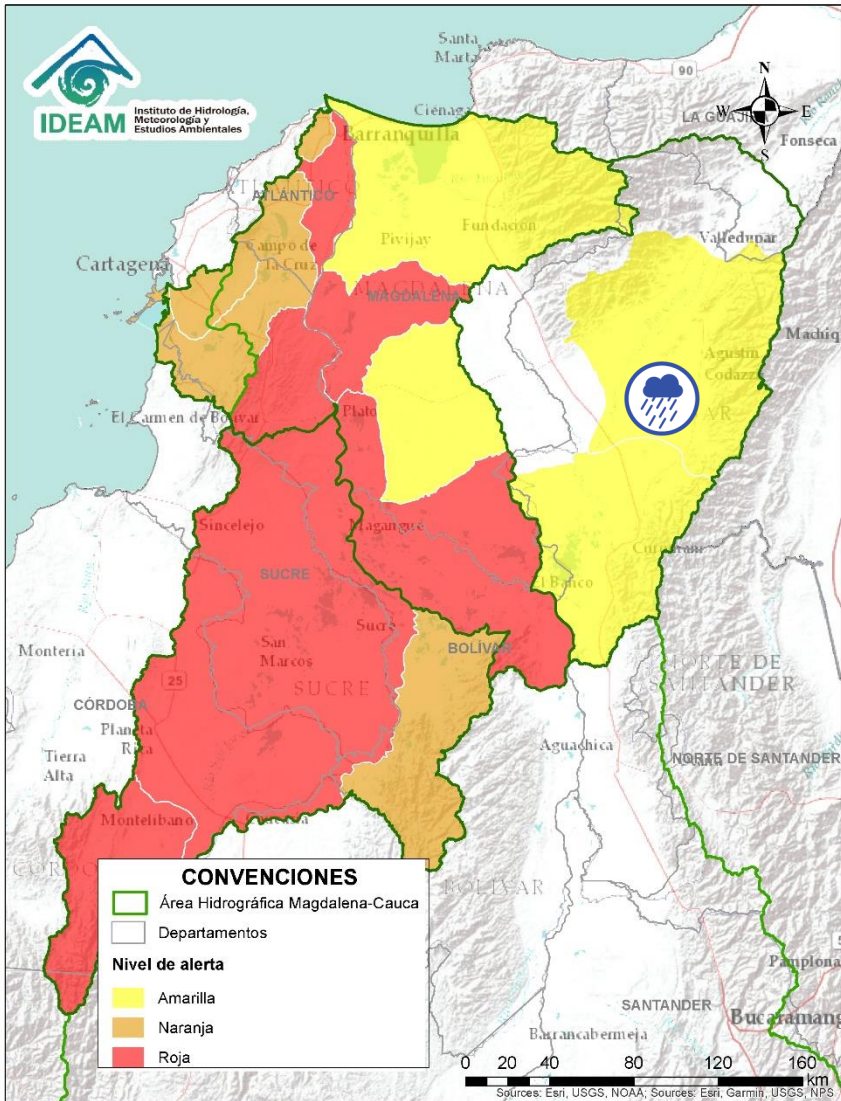 IDEAM
Instituto de Hidrología,
Meteorología y
Estudios Ambientales
Santa
Marta
90
N
W
E
S
LA GUAJI
Fonseca
Ciénaga
Barranquilla
ATLÁNTICO
Valledupar
Campo de
la Cruz
Pivijay
Fundación
Cartagena
MAGDALENA
Machiq
Agustín
Codazzi
El Carmen de Bolívar
Plato
Sincelejo
Magangue
SUCRE
El Banco
Sucre
BOLÍVAR
Montería
San
Marcos
SUCRE
NORTE DE
SANTANDER
25
CÓRDOBA
Planeta
Rica
Tierra
Alta
Aguachica
NORTE DE SANTANDER
Montelíbano
CONVENCIONES
Área Hidrográfica Magdalena-Cauca
Departamentos
Nivel de alerta
Amarilla
Naranja
Roja
BOLÍVAR
Pamplona
SANTANDER
Bucaramang
Barrancabermeja
0 20 40 80 120 160
km
Sources: Esri, USGS, NOAA; Sources: Esri, Garmin, USGS, NPS